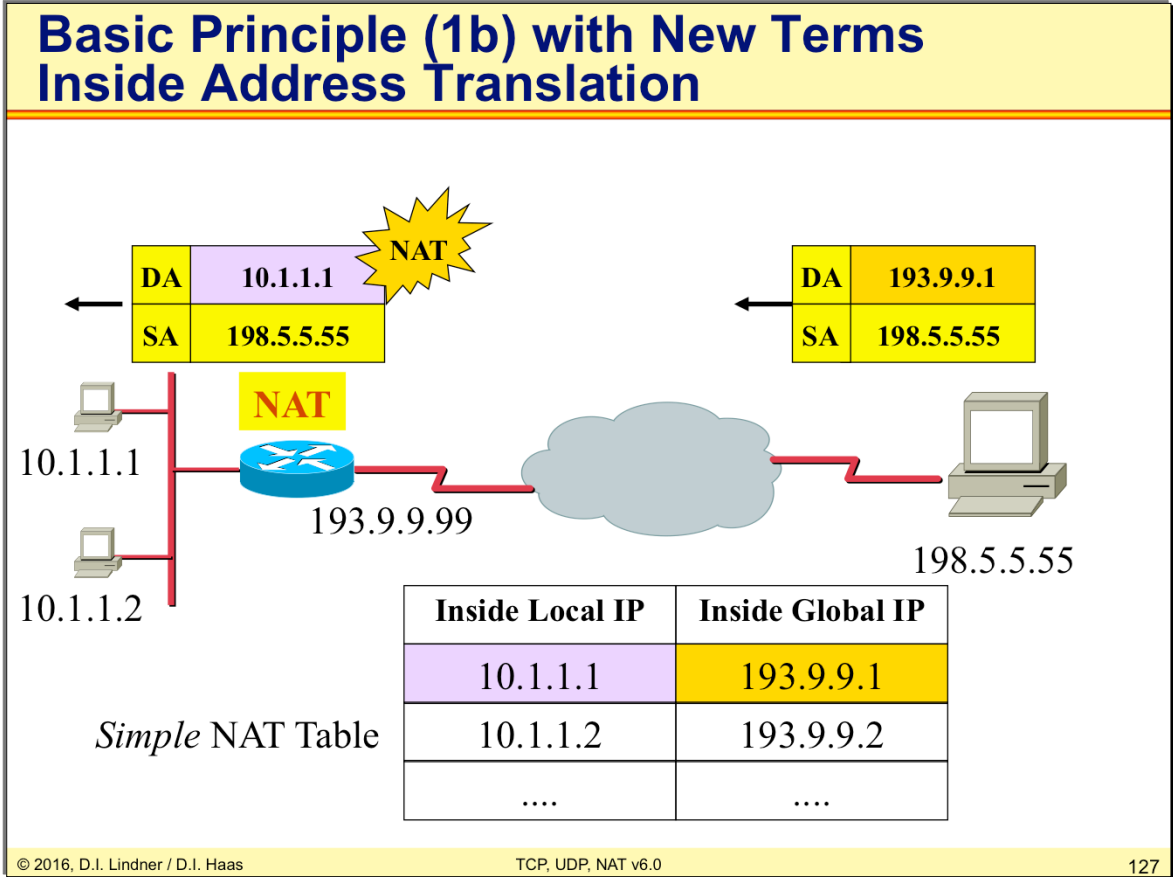 Basic Principle (1b) with New Terms
Inside Address Translation
NAT
DA 10.1.1.1
SA 198.5.5.55
DA 193.9.9.1
SA 198.5.5.55
NAT
10.1.1.1
193.9.9.99
198.5.5.55
10.1.1.2
Inside Local IP Inside Global IP
10.1.1.1 193.9.9.1
Simple NAT Table
10.1.1.2 193.9.9.2
.... ....
© 2016, D.I. Lindner / D.I. Haas
TCP, UDP, NAT v6.0
127